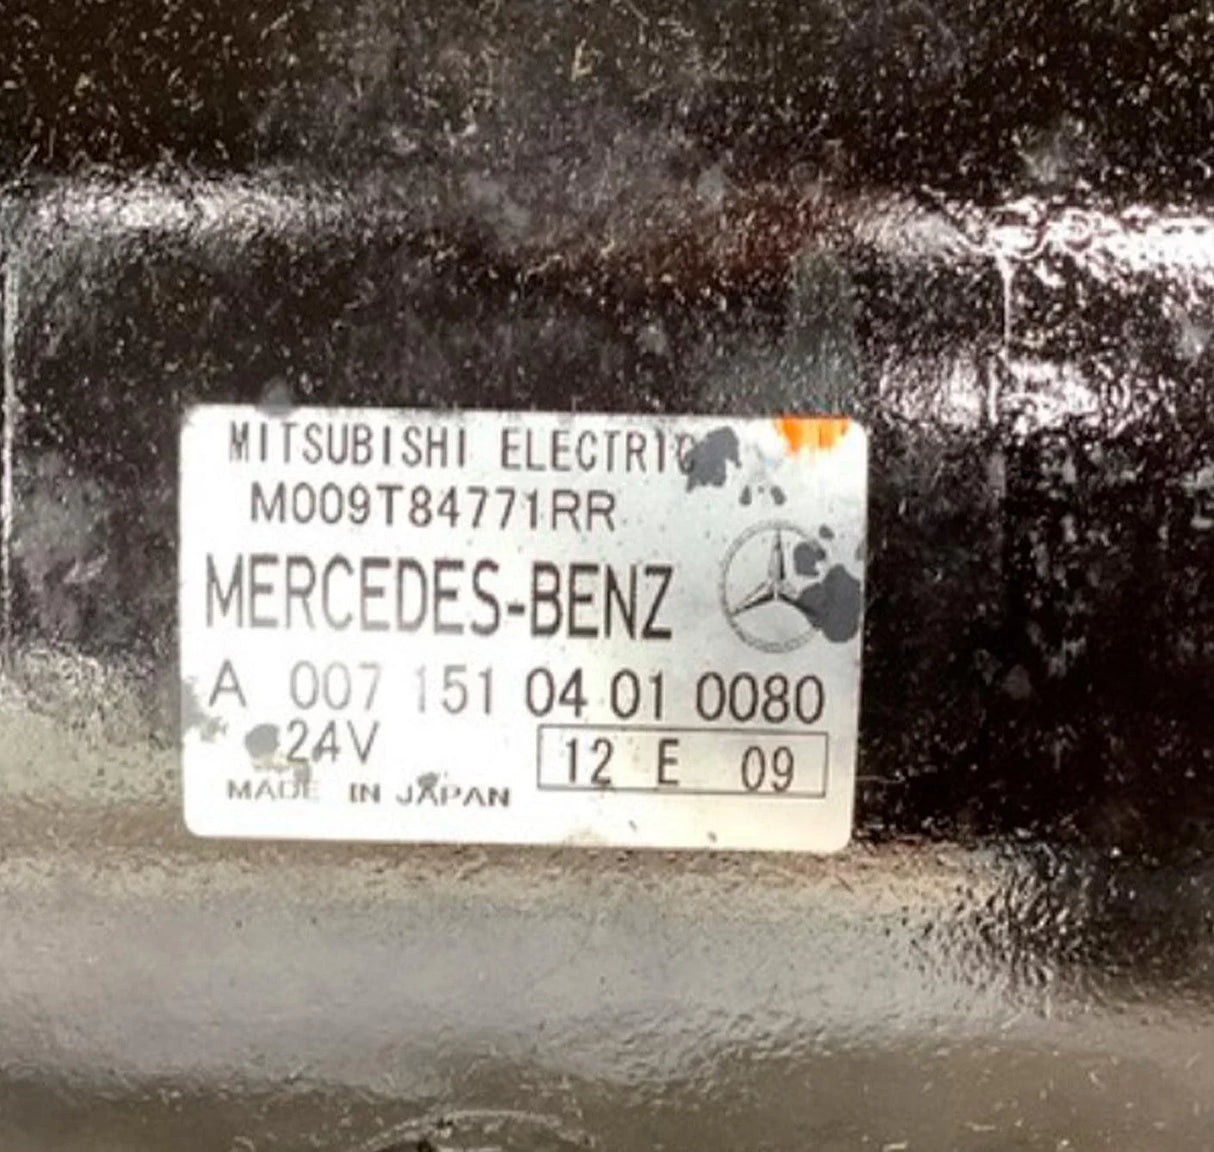 MITSUBISHI ELECTRIC
M009T84771RR
MERCEDES-BENZ
A 007 151 04 01 0080
24V
12 E 09
MADE IN JAPAN